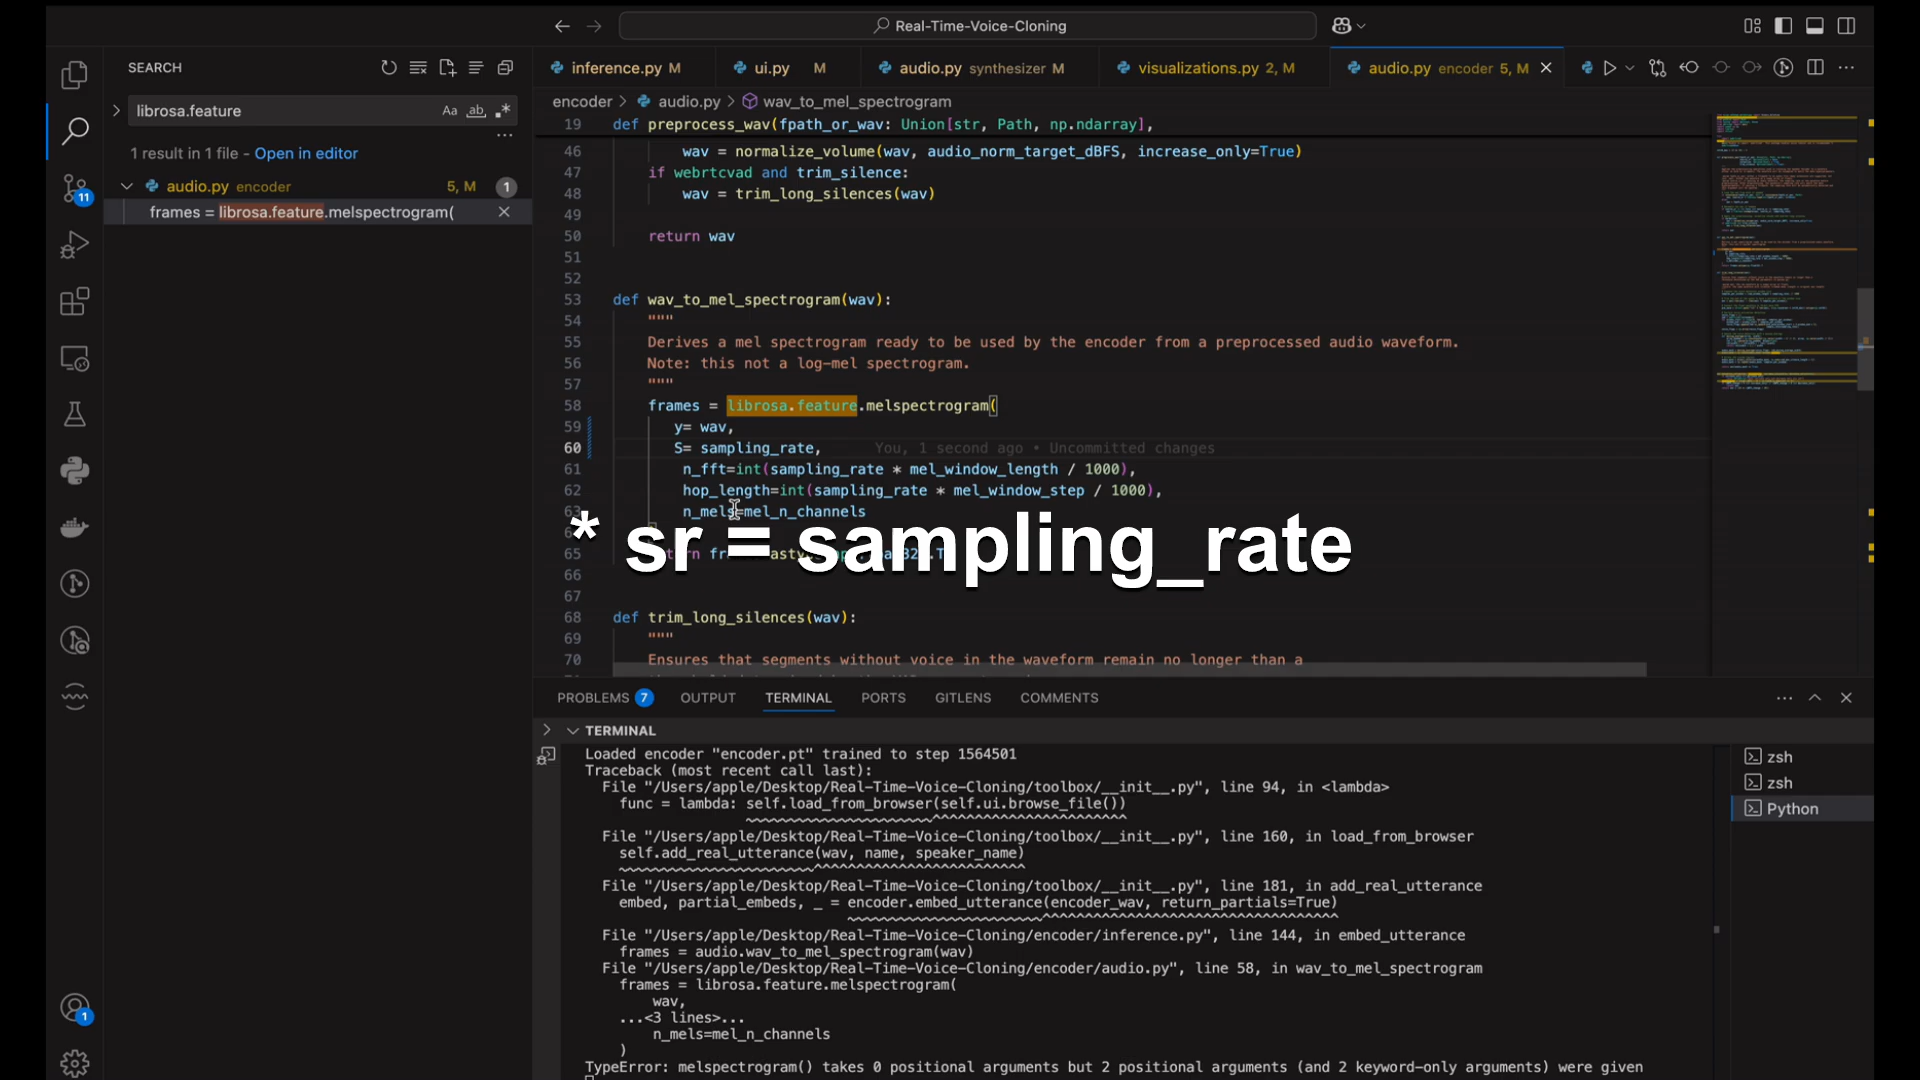 Real-Time-Voice-Cloning
SEARCH
librosa.feature
Aa ab
1 result in 1 file - Open in editor
audio.py encoder 5, M 1
frames = librosa.feature.melspectrogram(
11
1
inference.py M
ui.py M
audio.py synthesizer M
visualizations.py 2, M
audio.py encoder 5, M
encoder > audio.py > wav_to_mel_spectrogram
19 def preprocess_wav(fpath_or_wav: Union[str, Path, np.ndarray],
46 wav = normalize_volume(wav, audio_norm_target_dBFS, increase_only=True)
47 if webrtcvad and trim_silence:
48 wav = trim_long_silences(wav)
49
50 return wav
51
52
53 def wav_to_mel_spectrogram(wav):
54 """
55 Derives a mel spectrogram ready to be used by the encoder from a preprocessed audio waveform.
56 Note: this not a log-mel spectrogram.
57 """
58 frames = librosa.feature.melspectrogram(
59 y= wav,
60 S= sampling_rate, You, 1 second ago • Uncommitted changes
61 n_fft=int(sampling_rate * mel_window_length / 1000),
62 hop_length=int(sampling_rate * mel_window_step / 1000),
63 n_mels=mel_n_channels
* sr = sampling_rate
65
66
67
68 def trim_long_silences(wav):
69 """
70 Ensures that segments without voice in the waveform remain no longer than a
PROBLEMS 7 OUTPUT TERMINAL PORTS GITLENS COMMENTS
TERMINAL
Loaded encoder "encoder.pt" trained to step 1564501
Traceback (most recent call last):
File "/Users/apple/Desktop/Real-Time-Voice-Cloning/toolbox/__init__.py", line 94, in <lambda>
func = lambda: self.load_from_browser(self.ui.browse_file())
~~~~~~~~~~~~~~~~~~~~~~^^^^^^^^^^^^^^^^^^^^^^^
File "/Users/apple/Desktop/Real-Time-Voice-Cloning/toolbox/__init__.py", line 160, in load_from_browser
self.add_real_utterance(wav, name, speaker_name)
~~~~~~~~~~~~~~~~~~~~~~~^^^^^^^^^^^^^^^^^^^^^^^^^
File "/Users/apple/Desktop/Real-Time-Voice-Cloning/toolbox/__init__.py", line 181, in add_real_utterance
embed, partial_embeds, _ = encoder.embed_utterance(encoder_wav, return_partials=True)
~~~~~~~~~~~~~~~~~~~~~~~^^^^^^^^^^^^^^^^^^^^^^^^^^^^^^^^^^^
File "/Users/apple/Desktop/Real-Time-Voice-Cloning/encoder/inference.py", line 144, in embed_utterance
frames = audio.wav_to_mel_spectrogram(wav)
File "/Users/apple/Desktop/Real-Time-Voice-Cloning/encoder/audio.py", line 58, in wav_to_mel_spectrogram
frames = librosa.feature.melspectrogram(
wav,
...<3 lines>...
n_mels=mel_n_channels
)
TypeError: melspectrogram() takes 0 positional arguments but 2 positional arguments (and 2 keyword-only arguments) were given
zsh
zsh
Python